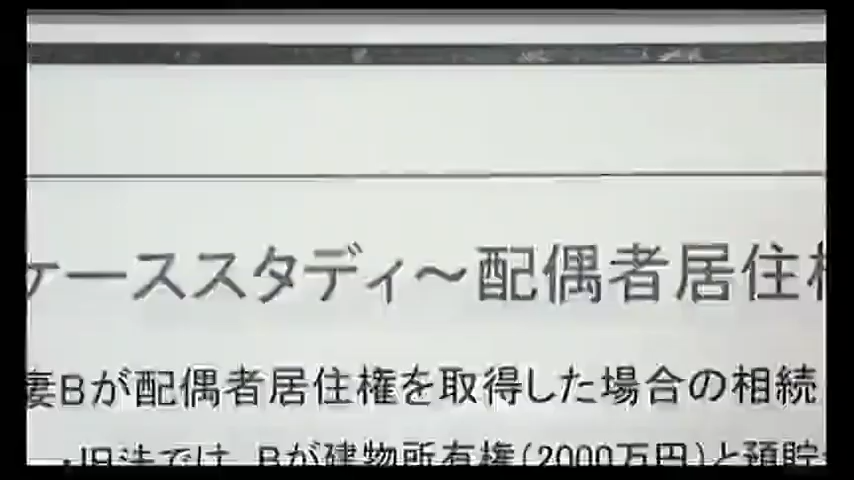 ケーススタディ～配偶者居住権
妻Bが配偶者居住権を取得した場合の相続
・旧法では、Bが建物所有権(2000万円)と預貯